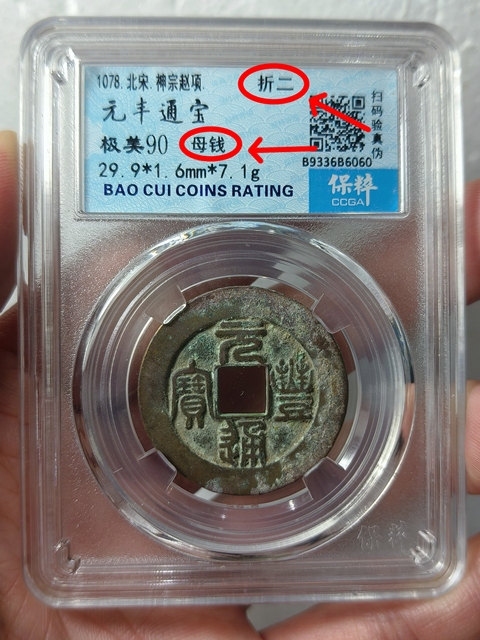 1078.北宋.神宗赵顼.
折二
元丰通宝
极美90
母钱
29.9*1.6mm*7.1g
BAO CUI COINS RATING
扫码验真伪
B9336B6060
保粹
CCGA
元豐通寶
保粹